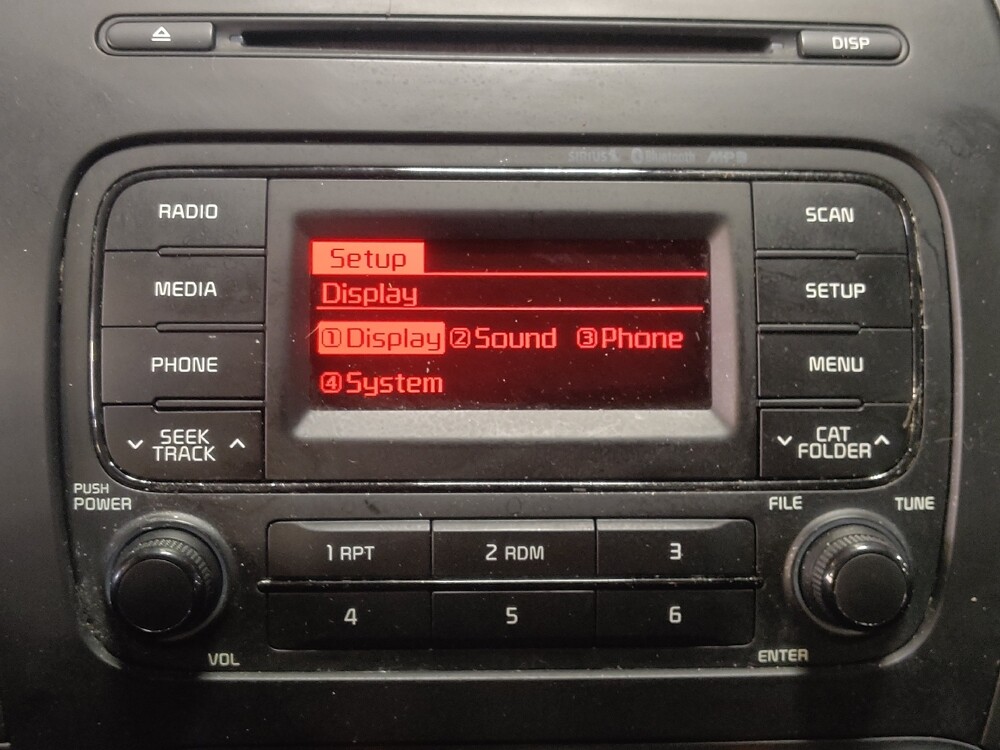 DISP
SIRIUS Bluetooth MP3
RADIO
MEDIA
PHONE
SEEK
TRACK
Setup
Display
①Display ②Sound ③Phone
④System
SCAN
SETUP
MENU
CAT
FOLDER
PUSH
POWER
VOL
1 RPT
2 RDM
3
4
5
6
FILE
TUNE
ENTER